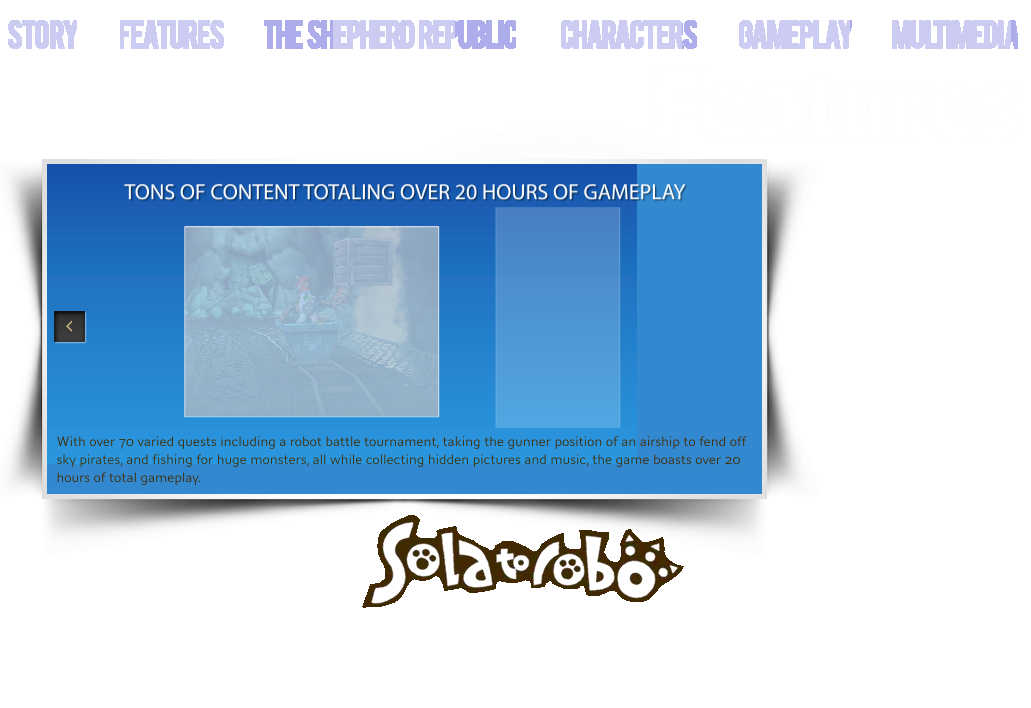 STORY FEATURES THE SHEPHERD REPUBLIC CHARACTERS GAMEPLAY MULTIMEDIA
TONS OF CONTENT TOTALING OVER 20 HOURS OF GAMEPLAY
With over 70 varied quests including a robot battle tournament, taking the gunner position of an airship to fend off
sky pirates, and fishing for huge monsters, all while collecting hidden pictures and music, the game boasts over 20
hours of total gameplay.
Solatorobo